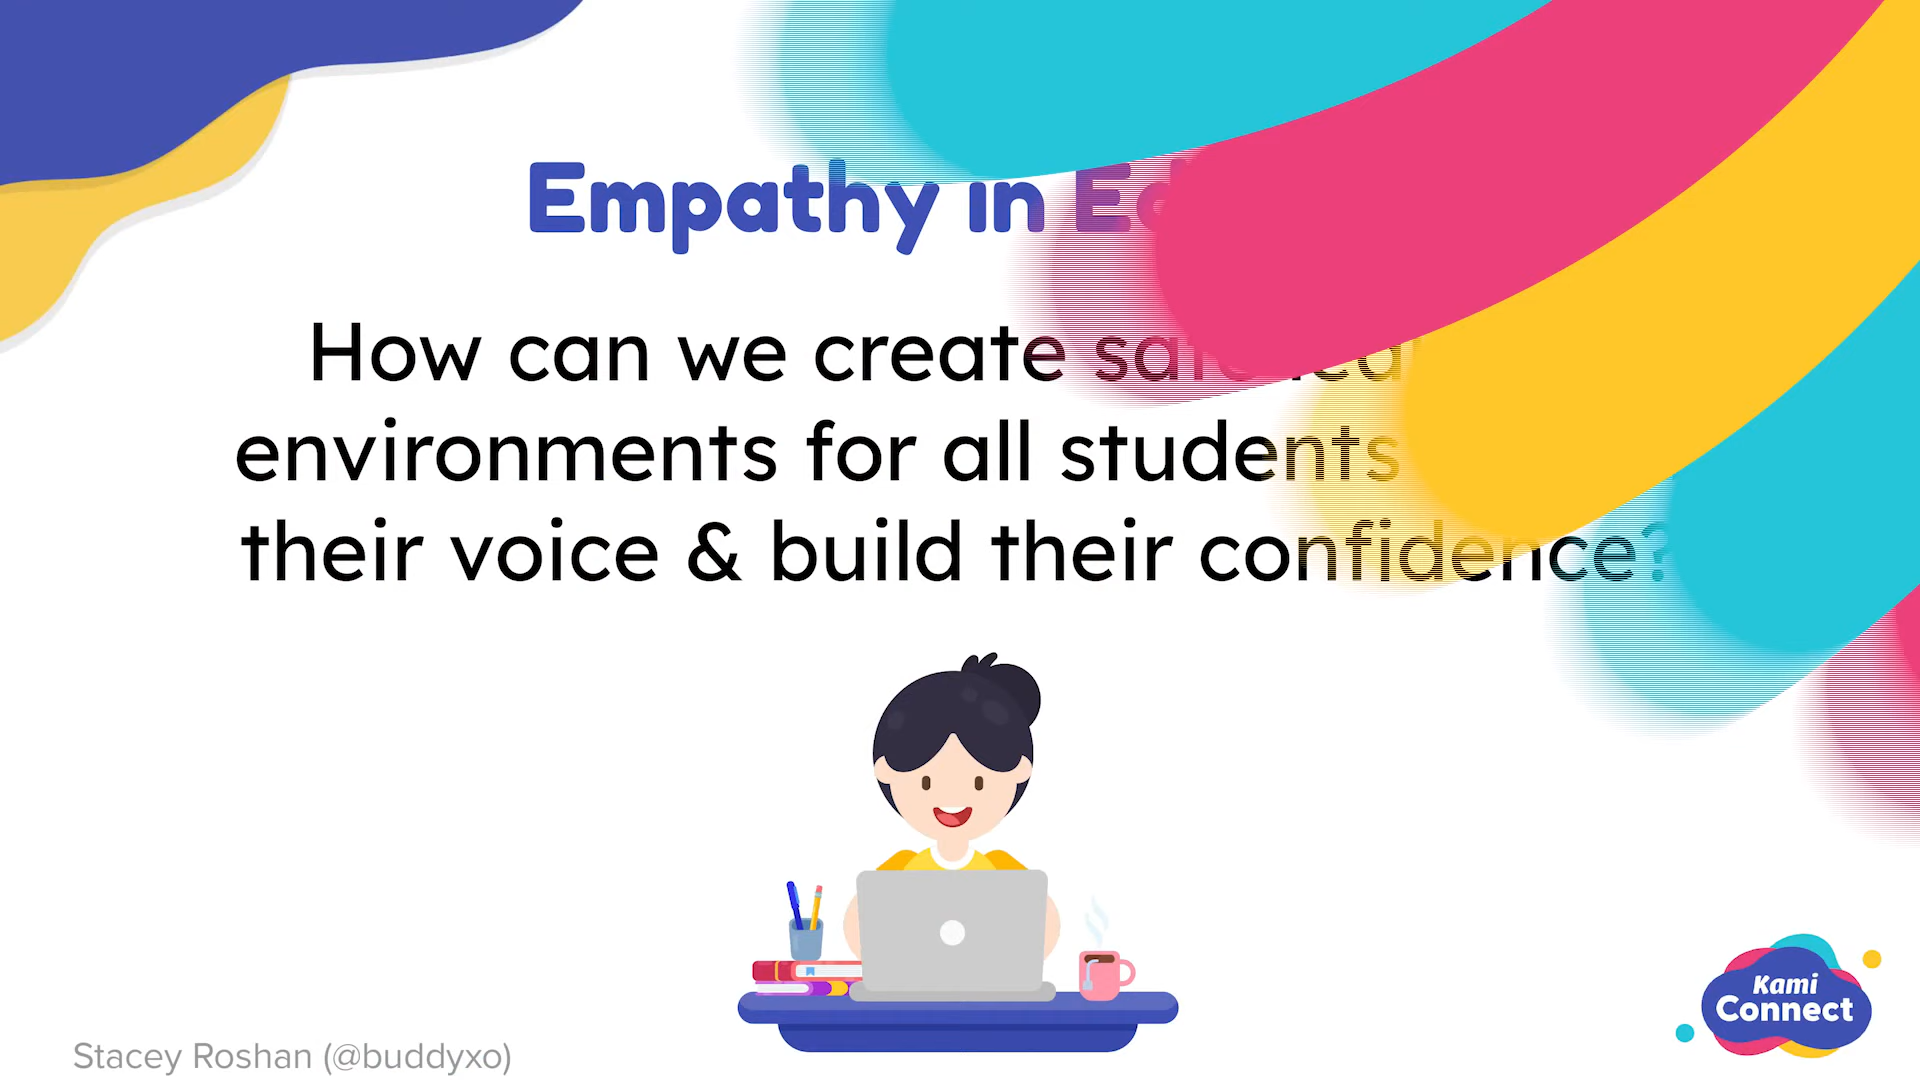 Empathy in
How can we create safe
environments for all students
their voice & build their confidence?
Kami
Connect
Stacey Roshan (@buddyxo)